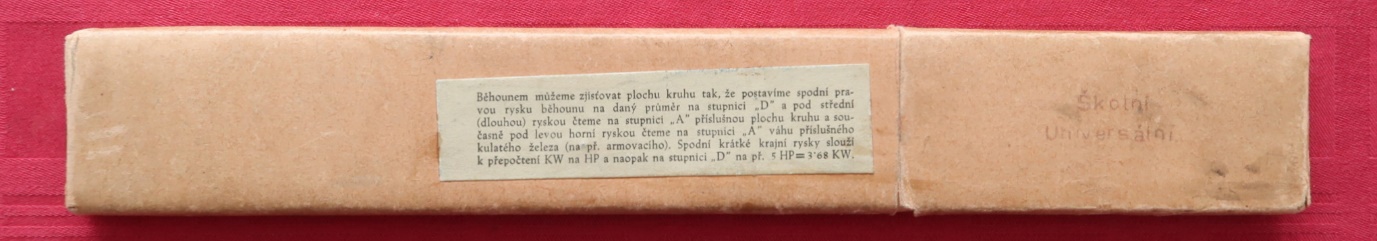 Běhounem můžeme zjišťovat plochu kruhu tak, že postavíme spodní pra-
vou rysku běhounu na daný průměr na stupnici „D” a pod střední
(dlouhou) ryskou čteme na stupnici „A” příslušnou plochu kruhu a sou-
časně pod levou horní ryskou čteme na stupnici „A” váhu příslušného
kulatého železa (na př. armovacího). Spodní krátké krajní rysky slouží
k přepočtení KW na HP a naopak na stupnici „D” na př. 5 HP=3˙68 KW.
Školní
Universální.